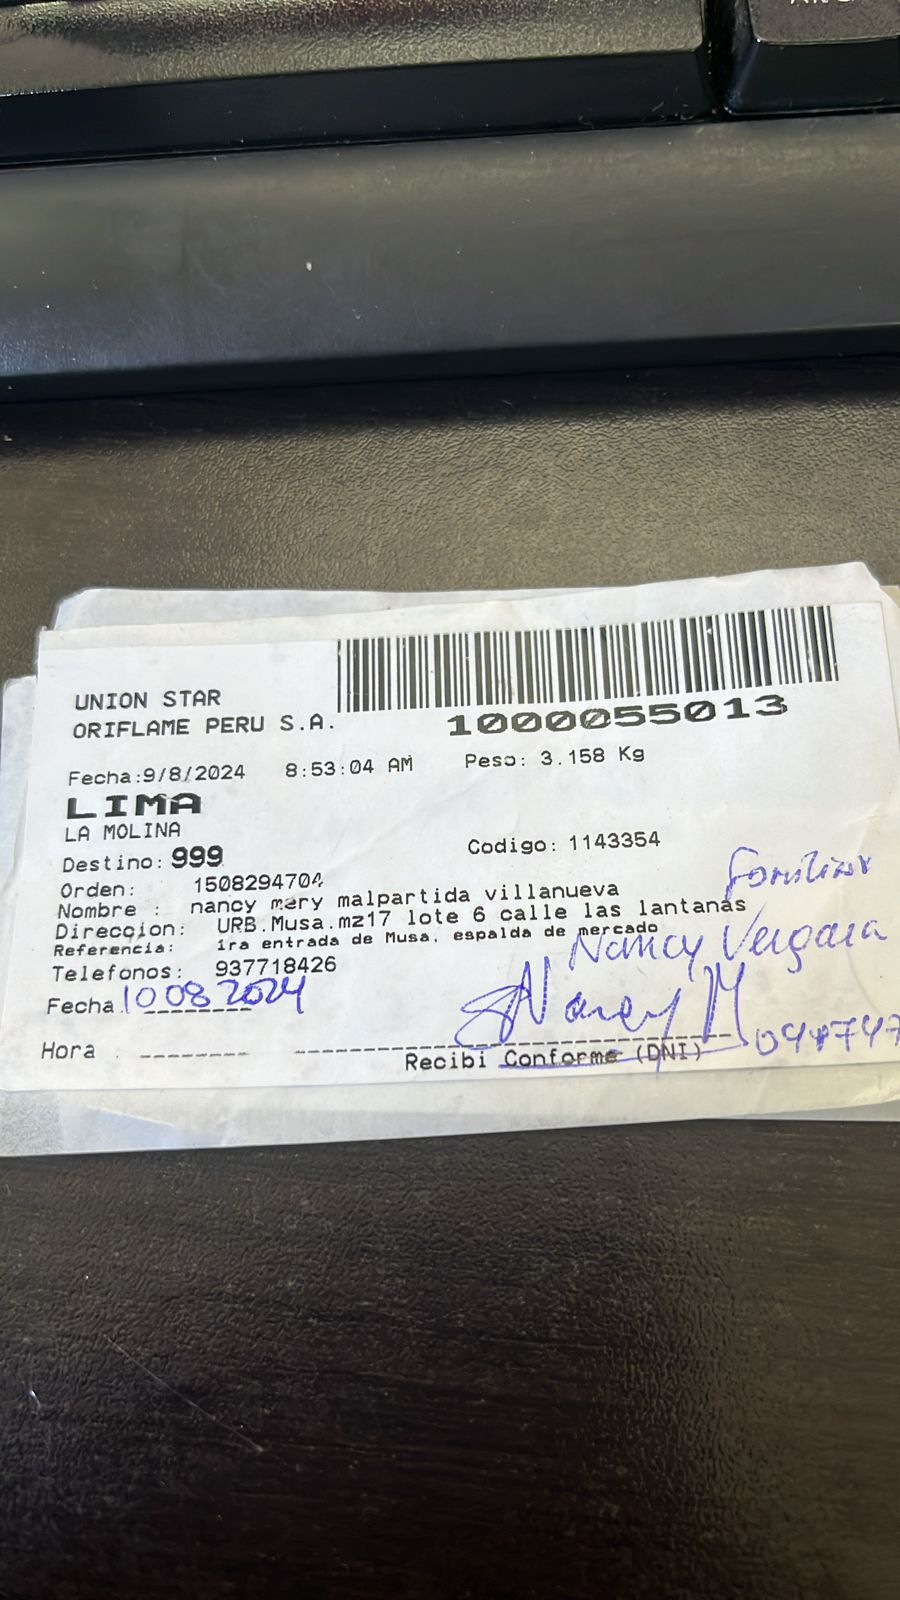 UNION STAR
ORIFLAME PERU S.A.
1000055013
Fecha:9/8/2024 8:53:04 AM Peso: 3.158 Kg
LIMA
LA MOLINA
Destino: 999 Codigo: 1143354
Orden: 1508294704
Nombre : nancy mery malpartida villanueva
Direccion: URB.Musa.mz17 lote 6 calle las lantanas
Referencia: 1ra entrada de Musa, espalda de mercado
Telefonos: 937718426
familiar
Nancy Vergara
Fecha 10 08 2024
Nancy M
Hora
Recibi Conforme (DNI)